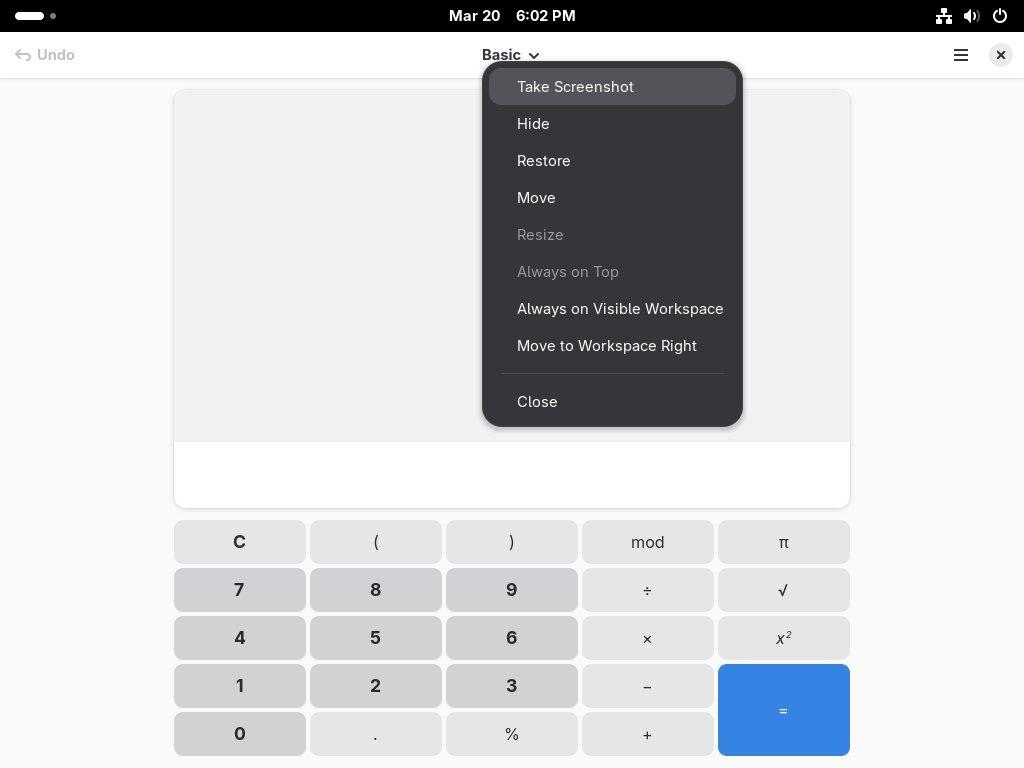 Mar 20 6:02 PM
Undo
Basic
Take Screenshot
Hide
Restore
Move
Resize
Always on Top
Always on Visible Workspace
Move to Workspace Right
Close
C ( ) mod π
7 8 9 ÷ √
4 5 6 × x²
1 2 3 −
=
0 . % +